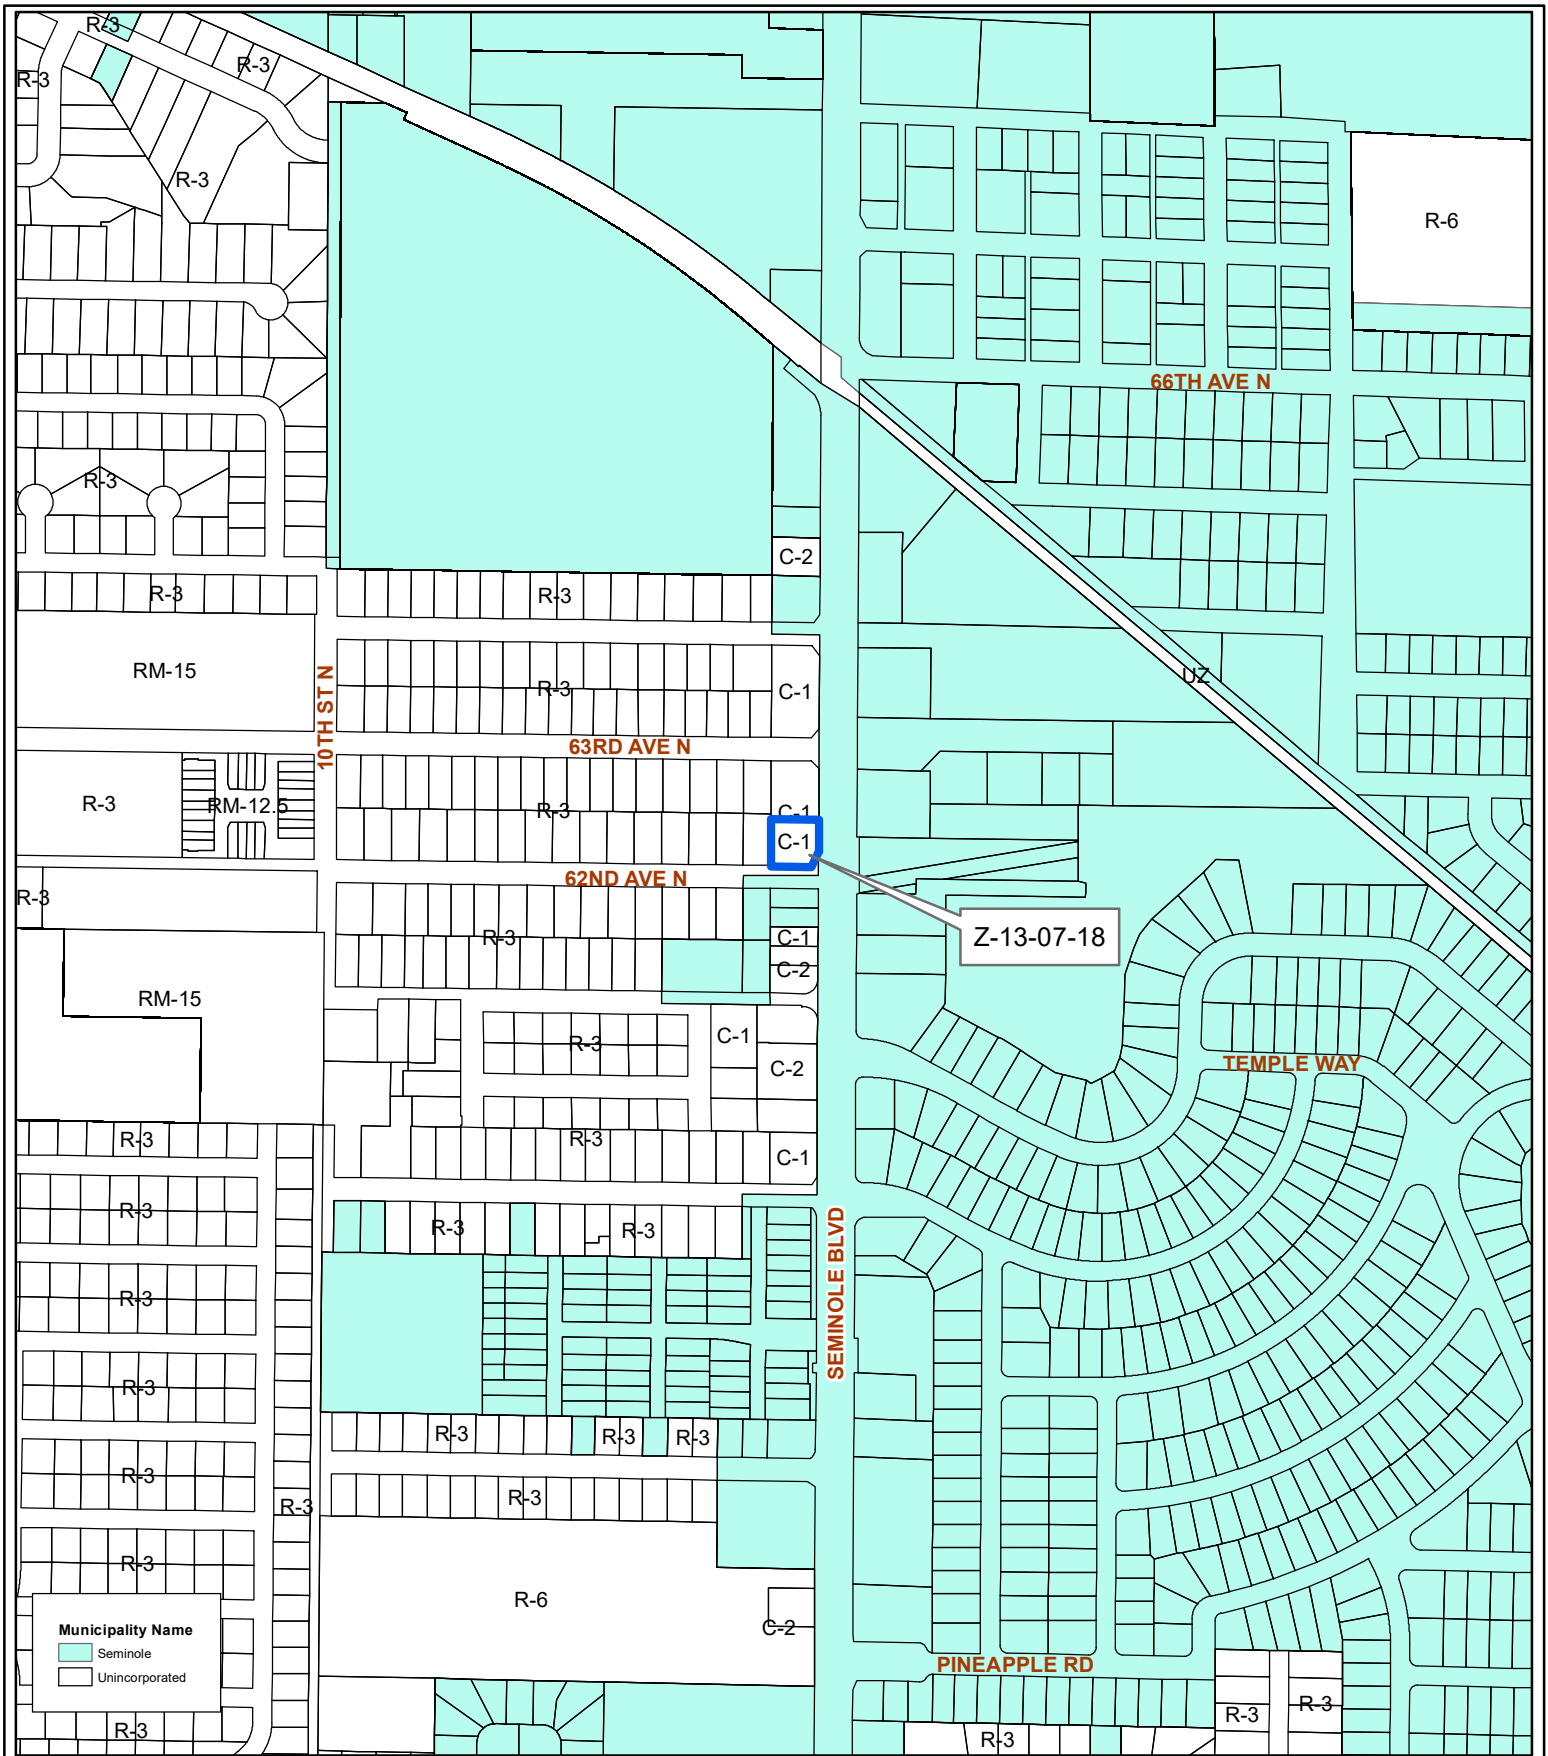 R-3
R-3
R-3
R-3
R-6
66TH AVE N
R-3
C-2
R-3
R-3
RM-15
10TH ST N
R-3
C-1
UZ
63RD AVE N
R-3
RM-12.5
R-3
C-1
C-1
62ND AVE N
R-3
R-3
C-1
Z-13-07-18
C-2
RM-15
C-1
R-3
C-2
TEMPLE WAY
R-3
R-3
C-1
R-3
R-3
R-3
SEMINOLE BLVD
R-3
R-3
R-3
R-3
R-3
R-3
R-3
R-3
R-3
R-6
C-2
Municipality Name
Seminole
Unincorporated
PINEAPPLE RD
R-3
R-3
R-3
R-3